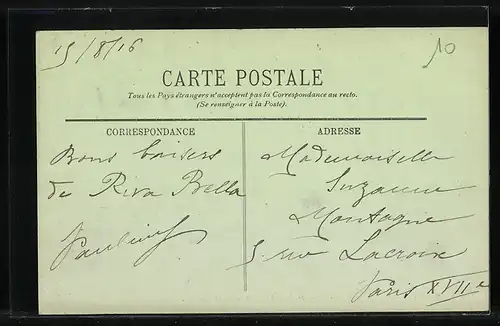 15/8/16
10
CARTE POSTALE
Tous les Pays étrangers n'acceptent pas la Correspondance au recto.
(Se renseigner à la Poste).
CORRESPONDANCE
Bons baisers
de Riva Bella
ADRESSE
Mademoiselle
Suzanne
Montagne
5 rue Lacroix
Paris XVIIe